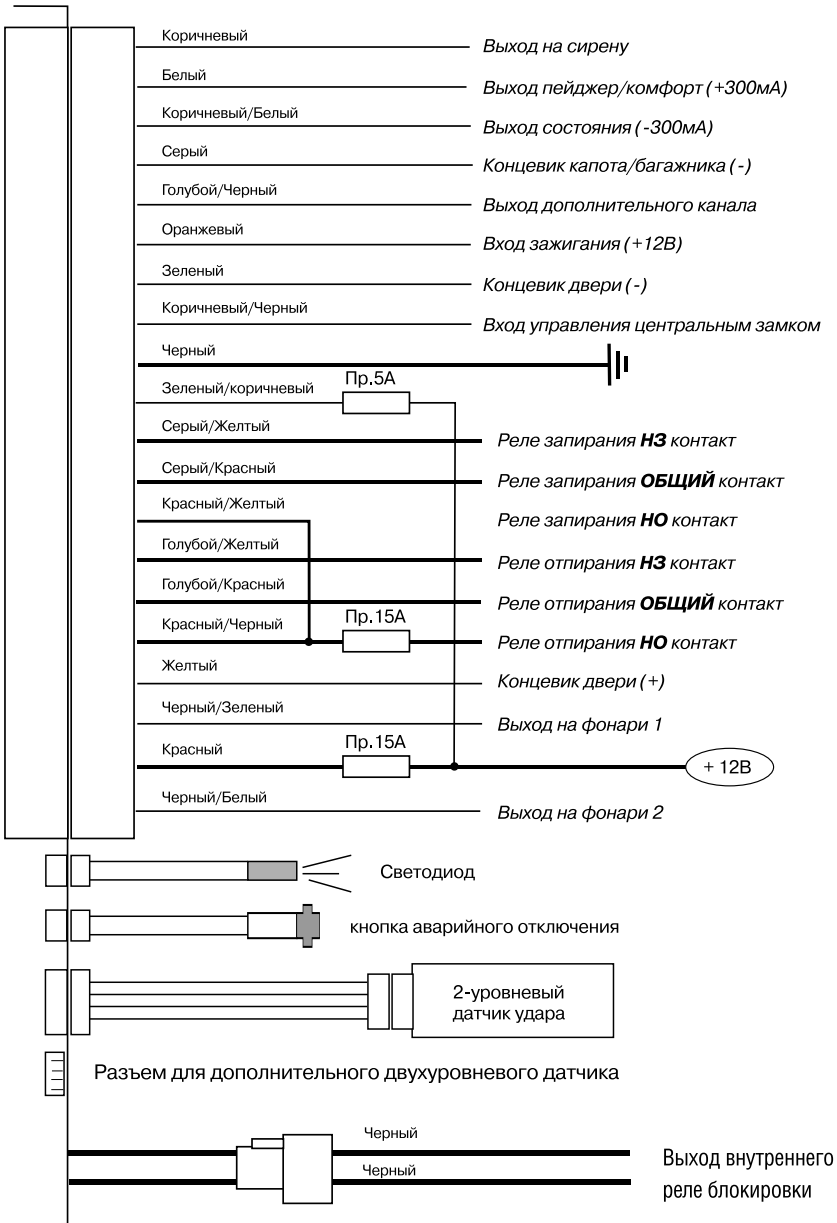 Коричневый
Выход на сирену
Белый
Выход пейджер/комфорт (+300мА)
Коричневый/Белый
Выход состояния (-300мА)
Серый
Концевик капота/багажника (-)
Голубой/Черный
Выход дополнительного канала
Оранжевый
Вход зажигания (+12В)
Зеленый
Концевик двери (-)
Коричневый/Черный
Вход управления центральным замком
Черный
Зеленый/коричневый
Пр.5А
Серый/Желтый
Реле запирания НЗ контакт
Серый/Красный
Реле запирания ОБЩИЙ контакт
Красный/Желтый
Реле запирания НО контакт
Голубой/Желтый
Реле отпирания НЗ контакт
Голубой/Красный
Реле отпирания ОБЩИЙ контакт
Красный/Черный
Пр.15А
Реле отпирания НО контакт
Желтый
Концевик двери (+)
Черный/Зеленый
Выход на фонари 1
Красный
Пр.15А
+ 12В
Черный/Белый
Выход на фонари 2
Светодиод
кнопка аварийного отключения
2-уровневый
датчик удара
Разъем для дополнительного двухуровневого датчика
Черный
Черный
Выход внутреннего
реле блокировки